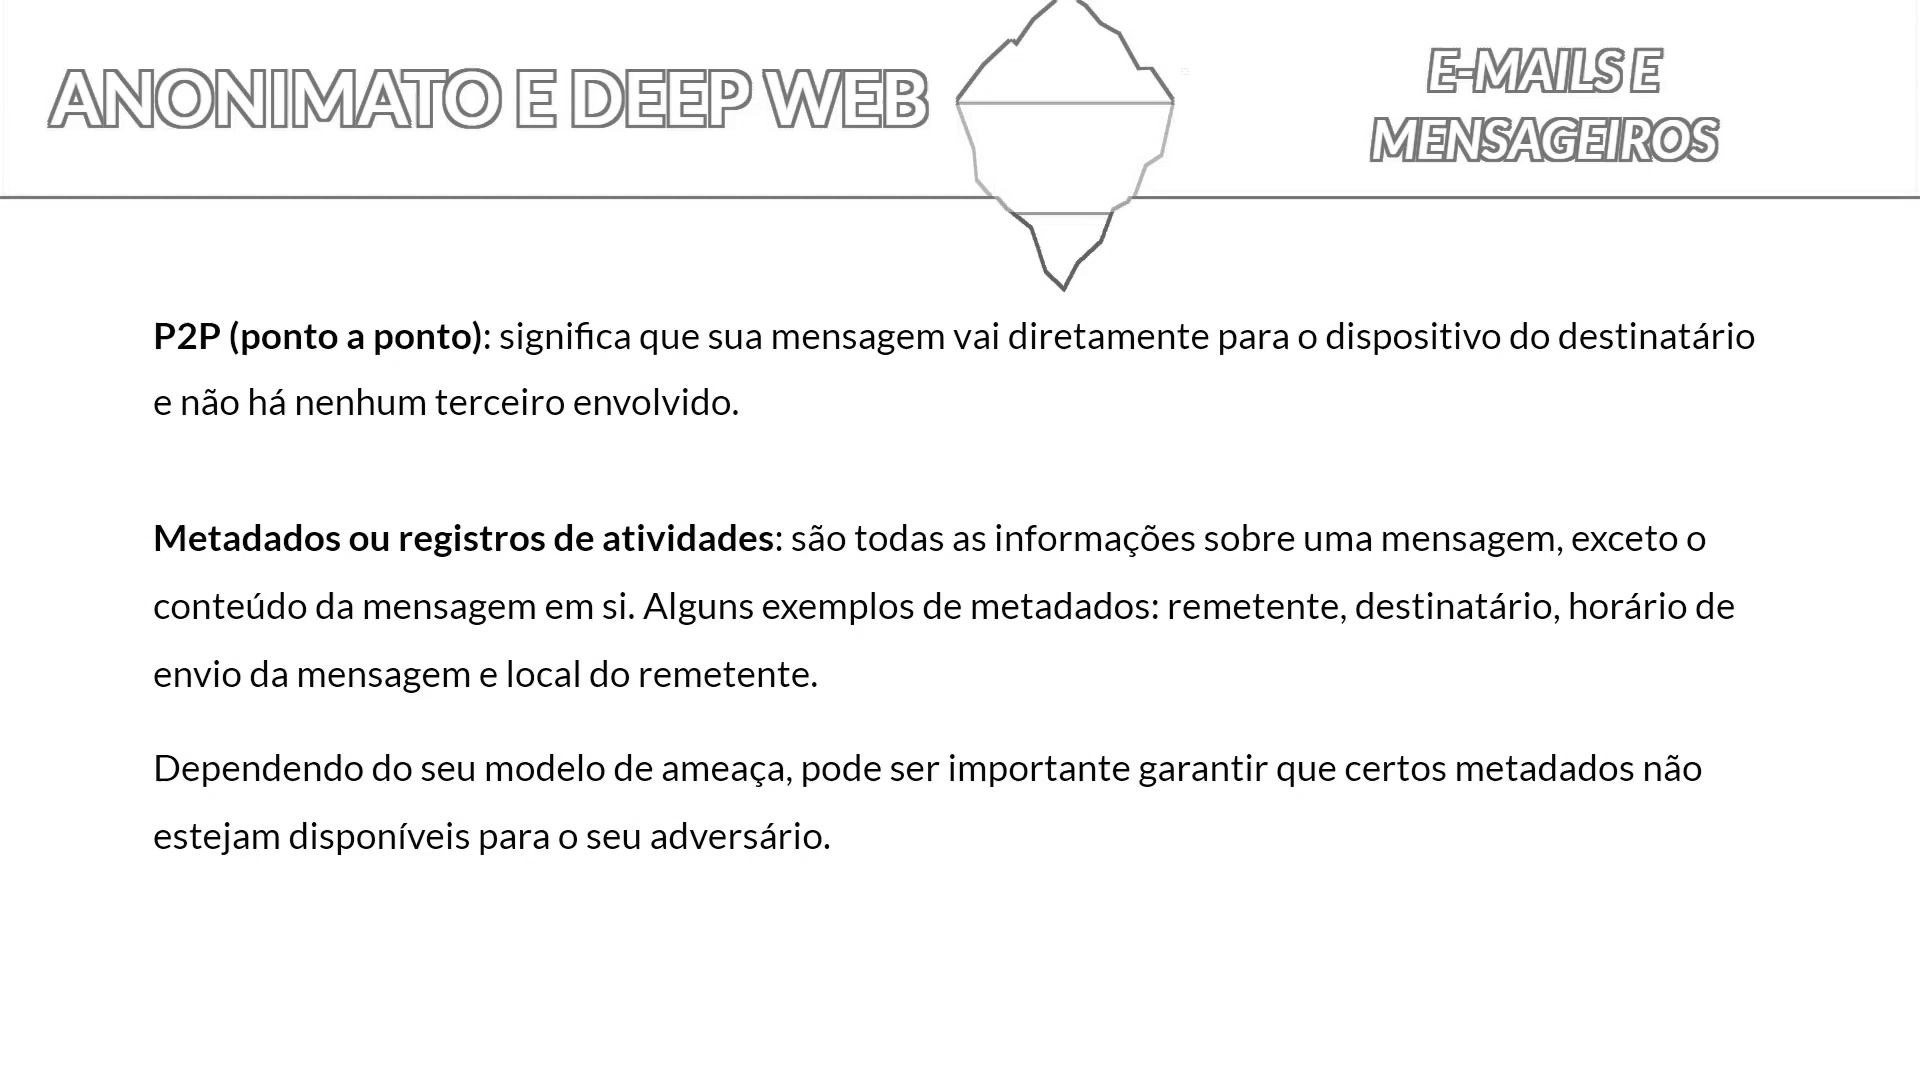 ANONIMATO E DEEP WEB
E-MAILS E
MENSAGEIROS
P2P (ponto a ponto): significa que sua mensagem vai diretamente para o dispositivo do destinatário
e não há nenhum terceiro envolvido.
Metadados ou registros de atividades: são todas as informações sobre uma mensagem, exceto o
conteúdo da mensagem em si. Alguns exemplos de metadados: remetente, destinatário, horário de
envio da mensagem e local do remetente.
Dependendo do seu modelo de ameaça, pode ser importante garantir que certos metadados não
estejam disponíveis para o seu adversário.